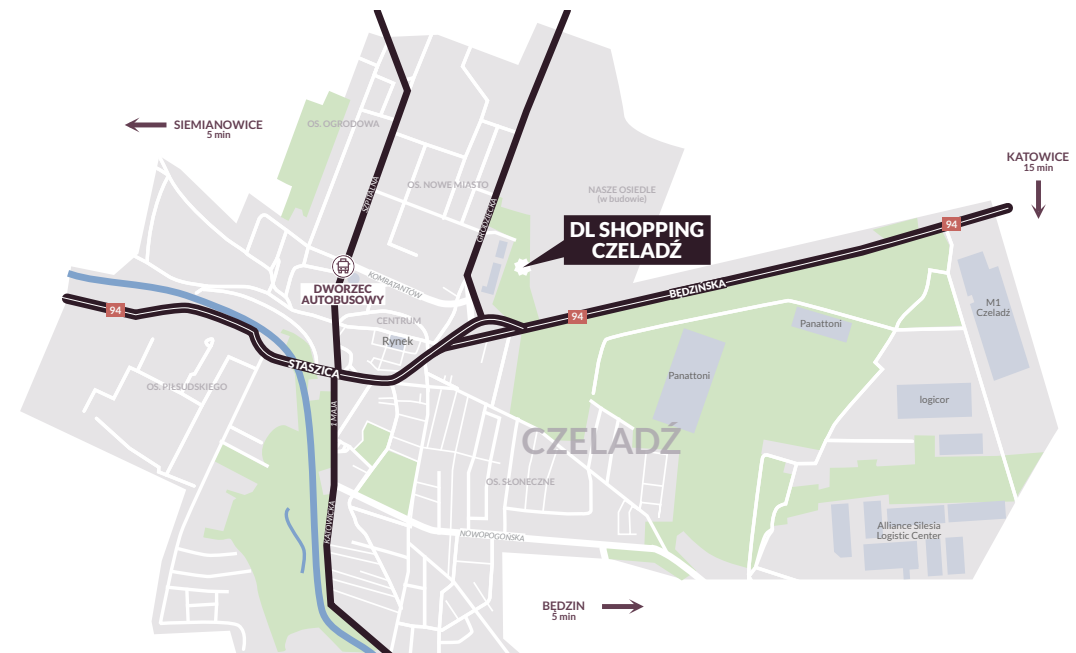 OS. OGRODOWA
SIEMIANOWICE
5 min
KATOWICE
15 min
SZPITALNA
OS. NOWE MIASTO
NASZE OSIEDLE
(w budowie)
GRODZIECKA
94
DL SHOPPING
CZELADŹ
DWORZEC
AUTOBUSOWY
KOMBATANTÓW
BĘDZIŃSKA
94
94
CENTRUM
Rynek
M1
Czeladź
Panattoni
STASZICA
OS. PIŁSUDSKIEGO
Panattoni
1 MAJA
logicor
CZELADŹ
OS. SŁONECZNE
KATOWICKA
NOWOPOGOŃSKA
Alliance Silesia
Logistic Center
BĘDZIN
5 min